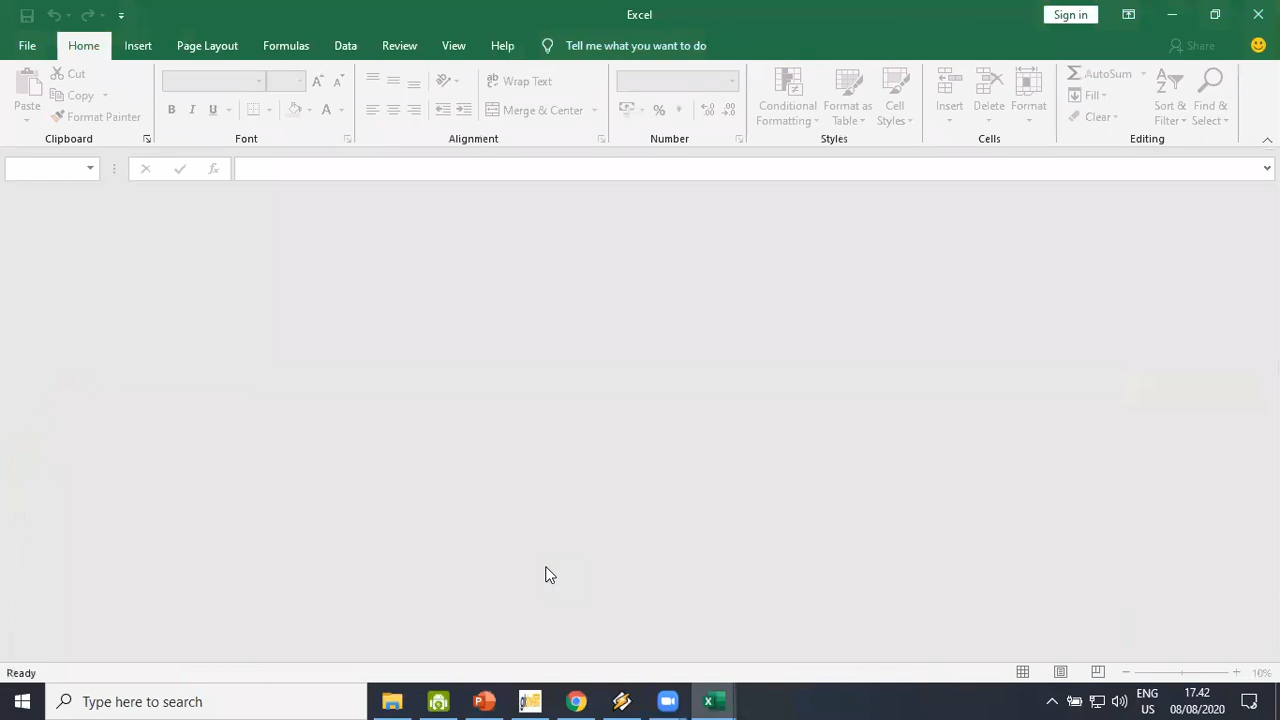 Excel
Sign in
File Home Insert Page Layout Formulas Data Review View Help Tell me what you want to do Share
Paste
Cut
Copy
Format Painter
Clipboard
B I U A
Font
ab Wrap Text
Merge & Center
Alignment
%
Number
Conditional
Formatting
Format as
Table
Cell
Styles
Styles
Insert
Delete
Format
Cells
AutoSum
Fill
Clear
Sort &
Filter
Find &
Select
Editing
fx
Ready
10%
Type here to search
ENG
US
17.42
08/08/2020